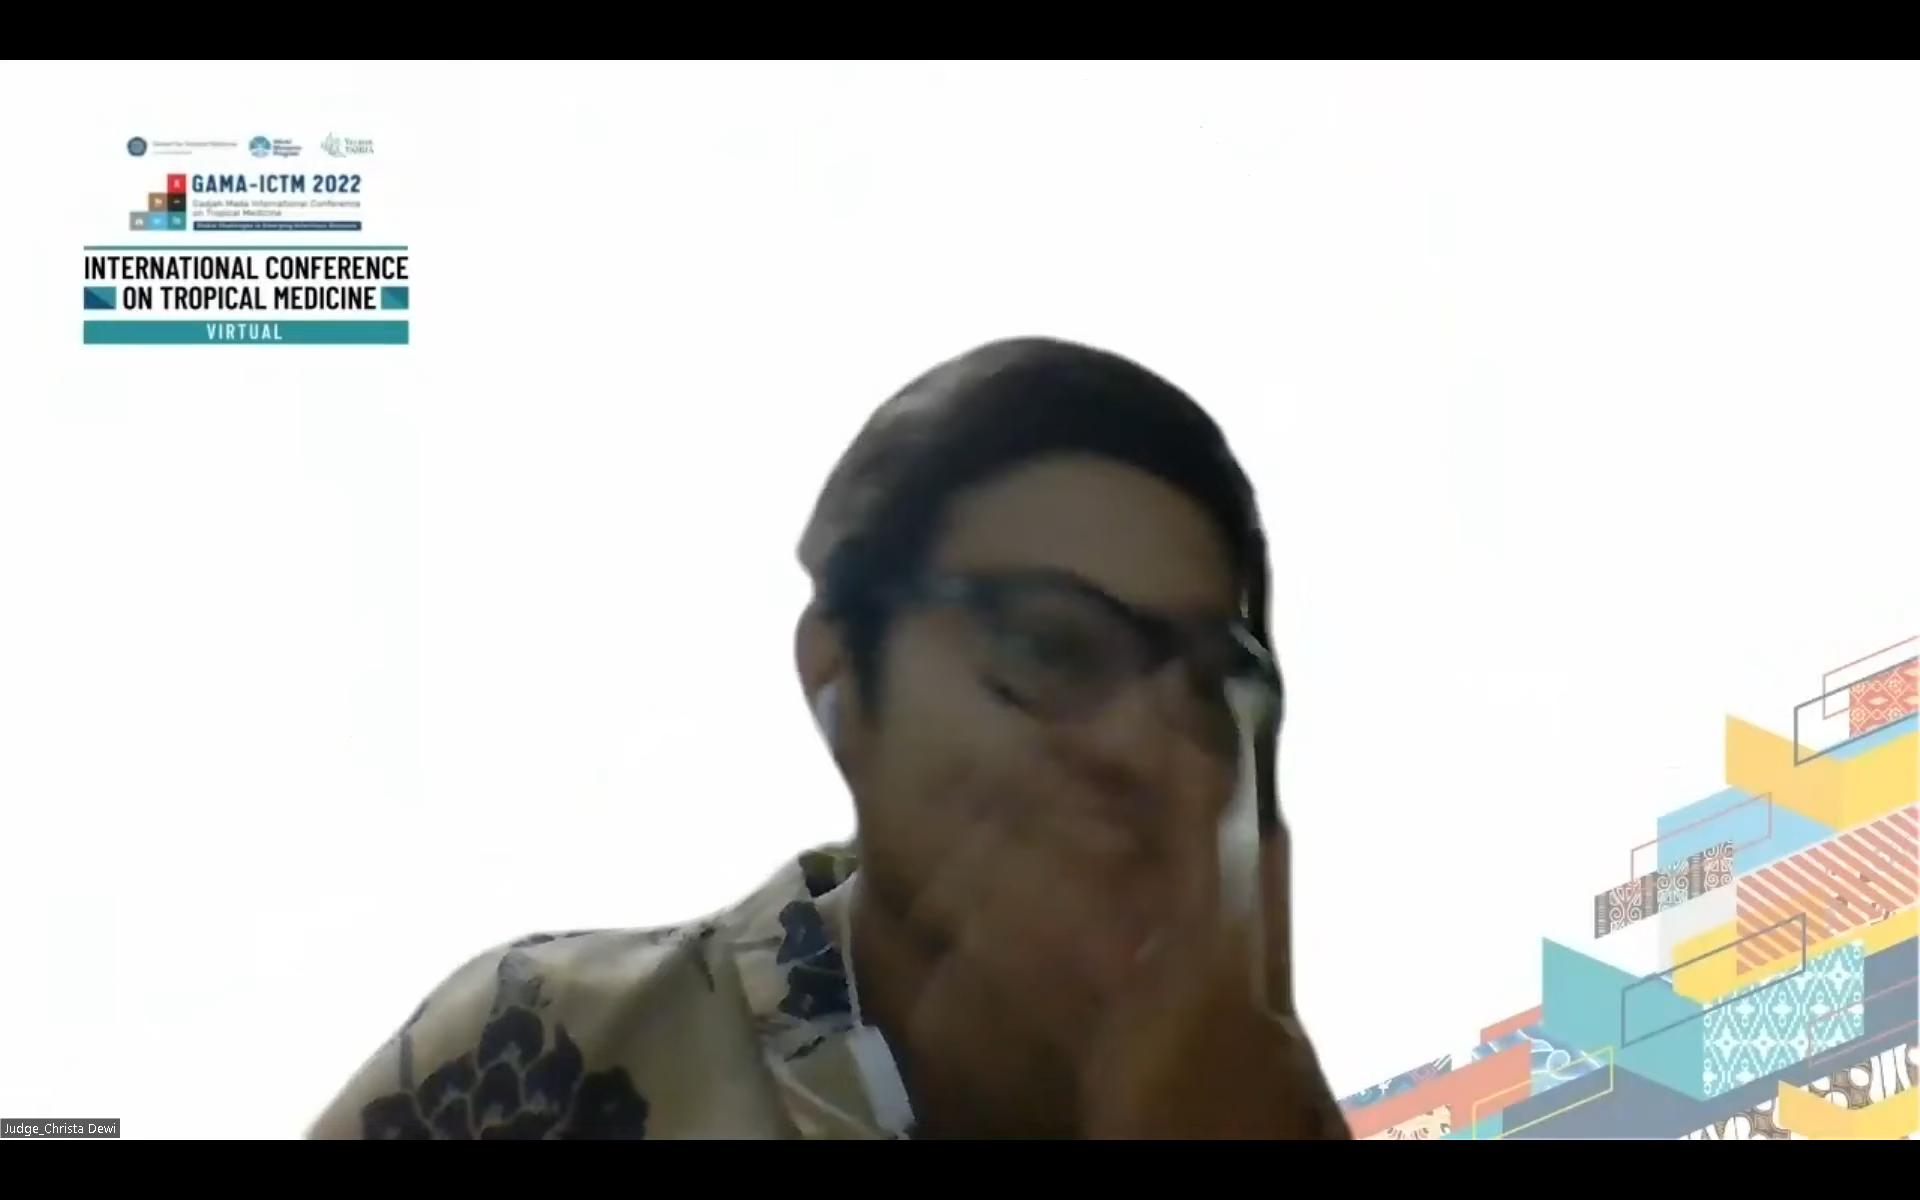 GAMA-ICTM 2022
Gadjah Mada International Conference
on Tropical Medicine
INTERNATIONAL CONFERENCE
ON TROPICAL MEDICINE
VIRTUAL
Judge_Christa Dewi